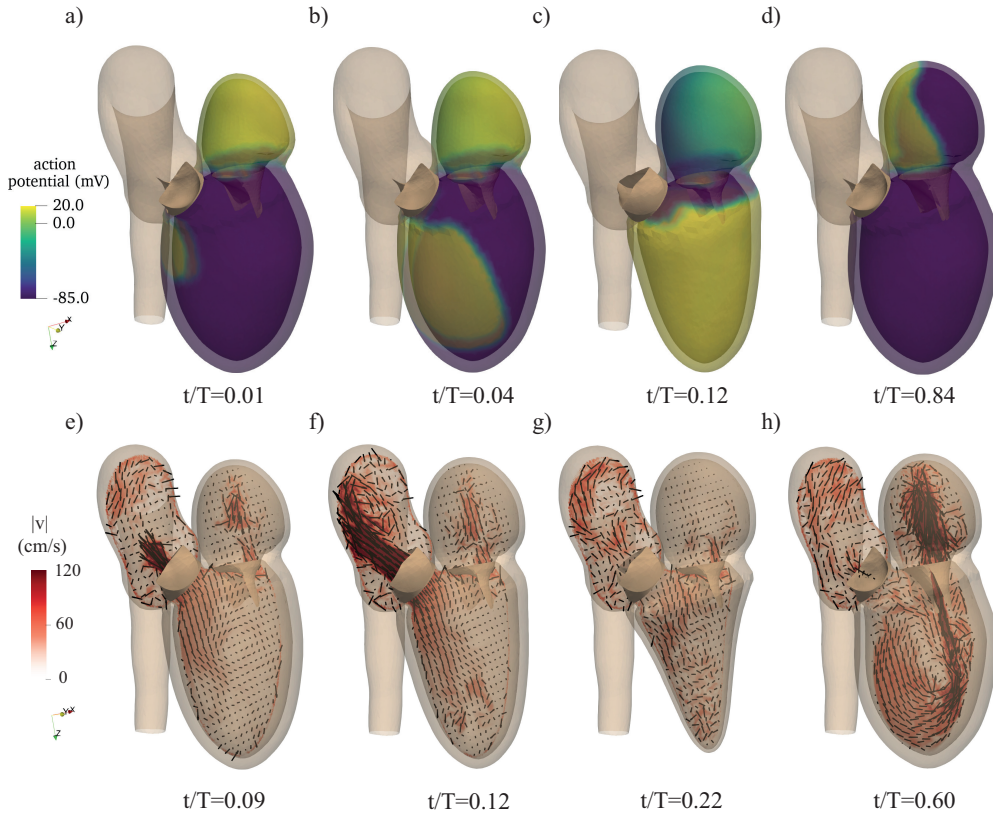 a)
b)
c)
d)
action
potential (mV)
20.0
0.0
-85.0
X
Y
Z
t/T=0.01
t/T=0.04
t/T=0.12
t/T=0.84
e)
f)
g)
h)
|v|
(cm/s)
120
60
0
Y X
Z
t/T=0.09
t/T=0.12
t/T=0.22
t/T=0.60